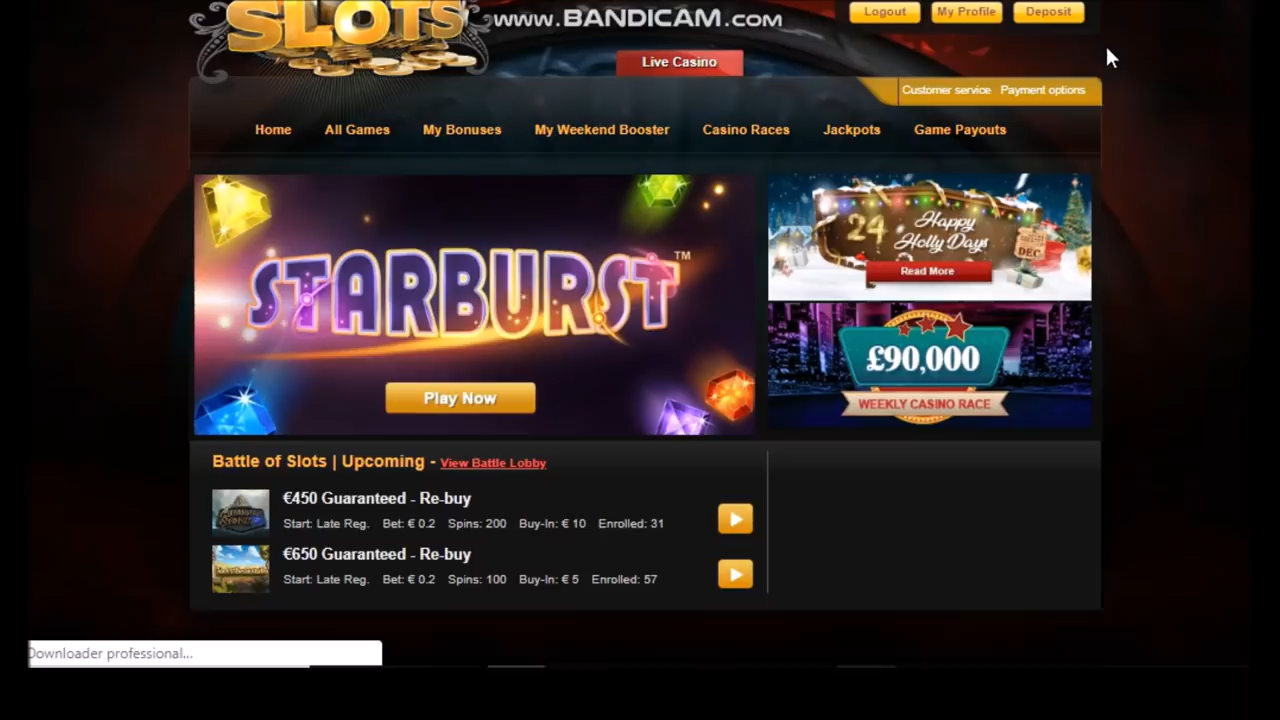 SLOTS
www.BANDICAM.com
Logout My Profile Deposit
Live Casino
Customer service Payment options
Home All Games My Bonuses My Weekend Booster Casino Races Jackpots Game Payouts
STARBURST™
Play Now
24 Happy
Holly Days
DEC
Read More
£90,000
WEEKLY CASINO RACE
Battle of Slots | Upcoming - View Battle Lobby
€450 Guaranteed - Re-buy
Start: Late Reg. Bet: € 0.2 Spins: 200 Buy-In: € 10 Enrolled: 31
€650 Guaranteed - Re-buy
Start: Late Reg. Bet: € 0.2 Spins: 100 Buy-In: € 5 Enrolled: 57
Downloader professional...